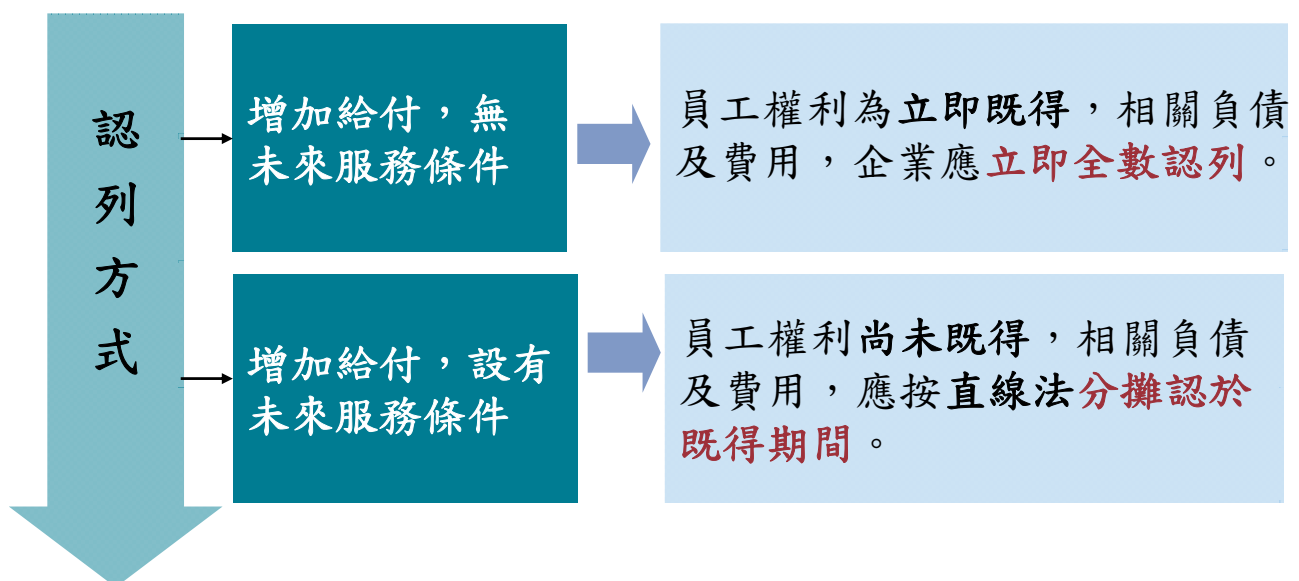 認列方式
增加給付，無
未來服務條件
員工權利為立即既得，相關負債
及費用，企業應立即全數認列。
增加給付，設有
未來服務條件
員工權利尚未既得，相關負債
及費用，應按直線法分攤認於
既得期間。